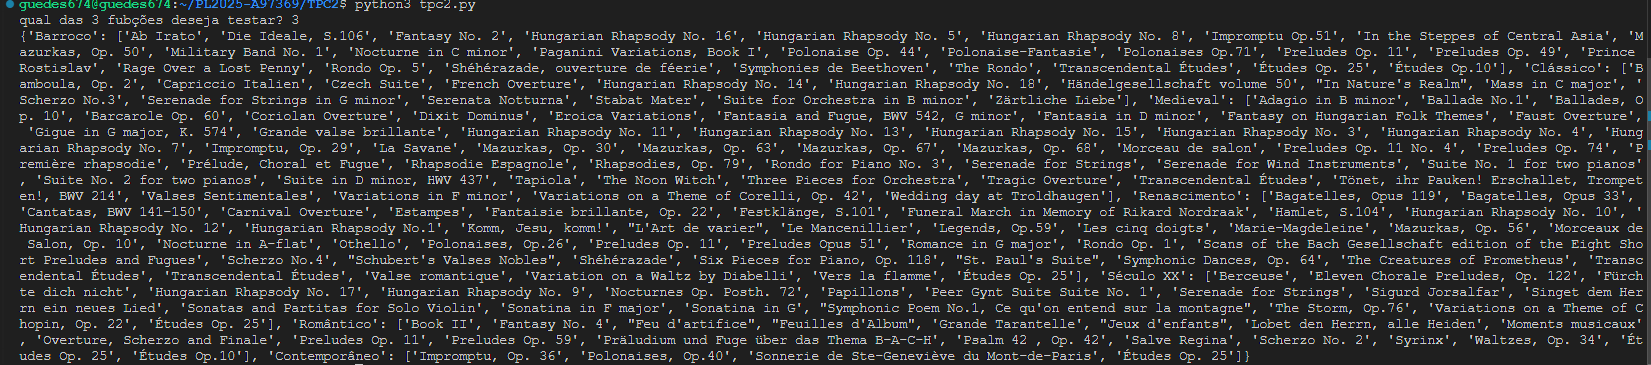 guedes674@guedes674:~/PL2025-A97369/TPC2$ python3 tpc2.py
qual das 3 fubções deseja testar? 3
{'Barroco': ['Ab Irato', 'Die Ideale, S.106', 'Fantasy No. 2', 'Hungarian Rhapsody No. 16', 'Hungarian Rhapsody No. 5', 'Hungarian Rhapsody No. 8', 'Impromptu Op.51', 'In the Steppes of Central Asia', 'M
azurkas, Op. 50', 'Military Band No. 1', 'Nocturne in C minor', 'Paganini Variations, Book I', 'Polonaise Op. 44', 'Polonaise-Fantasie', 'Polonaises Op.71', 'Preludes Op. 11', 'Preludes Op. 49', 'Prince
Rostislav', 'Rage Over a Lost Penny', 'Rondo Op. 5', 'Shéhérazade, ouverture de féerie', 'Symphonies de Beethoven', 'The Rondo', 'Transcendental Études', 'Études Op. 25', 'Études Op.10'], 'Clássico': ['B
amboula, Op. 2', 'Capriccio Italien', 'Czech Suite', 'French Overture', 'Hungarian Rhapsody No. 14', 'Hungarian Rhapsody No. 18', 'Händelgesellschaft volume 50', "In Nature's Realm", 'Mass in C major', '
Scherzo No.3', 'Serenade for Strings in G minor', 'Serenata Notturna', 'Stabat Mater', 'Suite for Orchestra in B minor', 'Zärtliche Liebe'], 'Medieval': ['Adagio in B minor', 'Ballade No.1', 'Ballades, O
p. 10', 'Barcarole Op. 60', 'Coriolan Overture', 'Dixit Dominus', 'Eroica Variations', 'Fantasia and Fugue, BWV 542, G minor', 'Fantasia in D minor', 'Fantasy on Hungarian Folk Themes', 'Faust Overture',
'Gigue in G major, K. 574', 'Grande valse brillante', 'Hungarian Rhapsody No. 11', 'Hungarian Rhapsody No. 13', 'Hungarian Rhapsody No. 15', 'Hungarian Rhapsody No. 3', 'Hungarian Rhapsody No. 4', 'Hung
arian Rhapsody No. 7', 'Impromptu, Op. 29', 'La Savane', 'Mazurkas, Op. 30', 'Mazurkas, Op. 63', 'Mazurkas, Op. 67', 'Mazurkas, Op. 68', 'Morceau de salon', 'Preludes Op. 11 No. 4', 'Preludes Op. 74', 'P
remière rhapsodie', 'Prélude, Choral et Fugue', 'Rhapsodie Espagnole', 'Rhapsodies, Op. 79', 'Rondo for Piano No. 3', 'Serenade for Strings', 'Serenade for Wind Instruments', 'Suite No. 1 for two pianos'
, 'Suite No. 2 for two pianos', 'Suite in D minor, HWV 437', 'Tapiola', 'The Noon Witch', 'Three Pieces for Orchestra', 'Tragic Overture', 'Transcendental Études', 'Tönet, ihr Pauken! Erschallet, Trompet
en!, BWV 214', 'Valses Sentimentales', 'Variations in F minor', 'Variations on a Theme of Corelli, Op. 42', 'Wedding day at Troldhaugen'], 'Renascimento': ['Bagatelles, Opus 119', 'Bagatelles, Opus 33',
'Cantatas, BWV 141-150', 'Carnival Overture', 'Estampes', 'Fantaisie brillante, Op. 22', 'Festklänge, S.101', 'Funeral March in Memory of Rikard Nordraak', 'Hamlet, S.104', 'Hungarian Rhapsody No. 10', '
Hungarian Rhapsody No. 12', 'Hungarian Rhapsody No.1', 'Komm, Jesu, komm!', "L'Art de varier", 'Le Mancenillier', 'Legends, Op.59', 'Les cinq doigts', 'Marie-Magdeleine', 'Mazurkas, Op. 56', 'Morceaux de
Salon, Op. 10', 'Nocturne in A-flat', 'Othello', 'Polonaises, Op.26', 'Preludes Op. 11', 'Preludes Opus 51', 'Romance in G major', 'Rondo Op. 1', 'Scans of the Bach Gesellschaft edition of the Eight Sho
rt Preludes and Fugues', 'Scherzo No.4', "Schubert's Valses Nobles", 'Shéhérazade', 'Six Pieces for Piano, Op. 118', "St. Paul's Suite", 'Symphonic Dances, Op. 64', 'The Creatures of Prometheus', 'Transc
endental Études', 'Transcendental Études', 'Valse romantique', 'Variation on a Waltz by Diabelli', 'Vers la flamme', 'Études Op. 25'], 'Século XX': ['Berceuse', 'Eleven Chorale Preludes, Op. 122', 'Fürch
te dich nicht', 'Hungarian Rhapsody No. 17', 'Hungarian Rhapsody No. 9', 'Nocturnes Op. Posth. 72', 'Papillons', 'Peer Gynt Suite Suite No. 1', 'Serenade for Strings', 'Sigurd Jorsalfar', 'Singet dem Her
rn ein neues Lied', 'Sonatas and Partitas for Solo Violin', 'Sonatina in F major', 'Sonatina in G', "Symphonic Poem No.1, Ce qu'on entend sur la montagne", 'The Storm, Op.76', 'Variations on a Theme of C
hopin, Op. 22', 'Études Op. 25'], 'Romântico': ['Book II', 'Fantasy No. 4', "Feu d'artifice", "Feuilles d'Album", 'Grande Tarantelle', "Jeux d'enfants", 'Lobet den Herrn, alle Heiden', 'Moments musicaux'
, 'Overture, Scherzo and Finale', 'Preludes Op. 11', 'Preludes Op. 59', 'Präludium und Fuge über das Thema B-A-C-H', 'Psalm 42 , Op. 42', 'Salve Regina', 'Scherzo No. 2', 'Syrinx', 'Waltzes, Op. 34', 'Ét
udes Op. 25', 'Études Op.10'], 'Contemporâneo': ['Impromptu, Op. 36', 'Polonaises, Op.40', 'Sonnerie de Ste-Geneviève du Mont-de-Paris', 'Études Op. 25']}